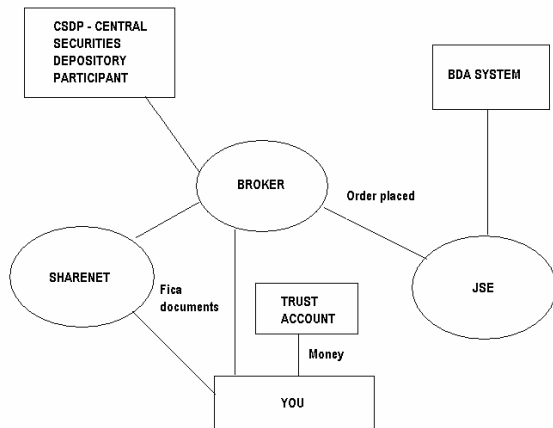 CSDP - CENTRAL
SECURITIES
DEPOSITORY
PARTICIPANT
BDA SYSTEM
BROKER
Order placed
SHARENET
Fica
documents
JSE
TRUST
ACCOUNT
Money
YOU